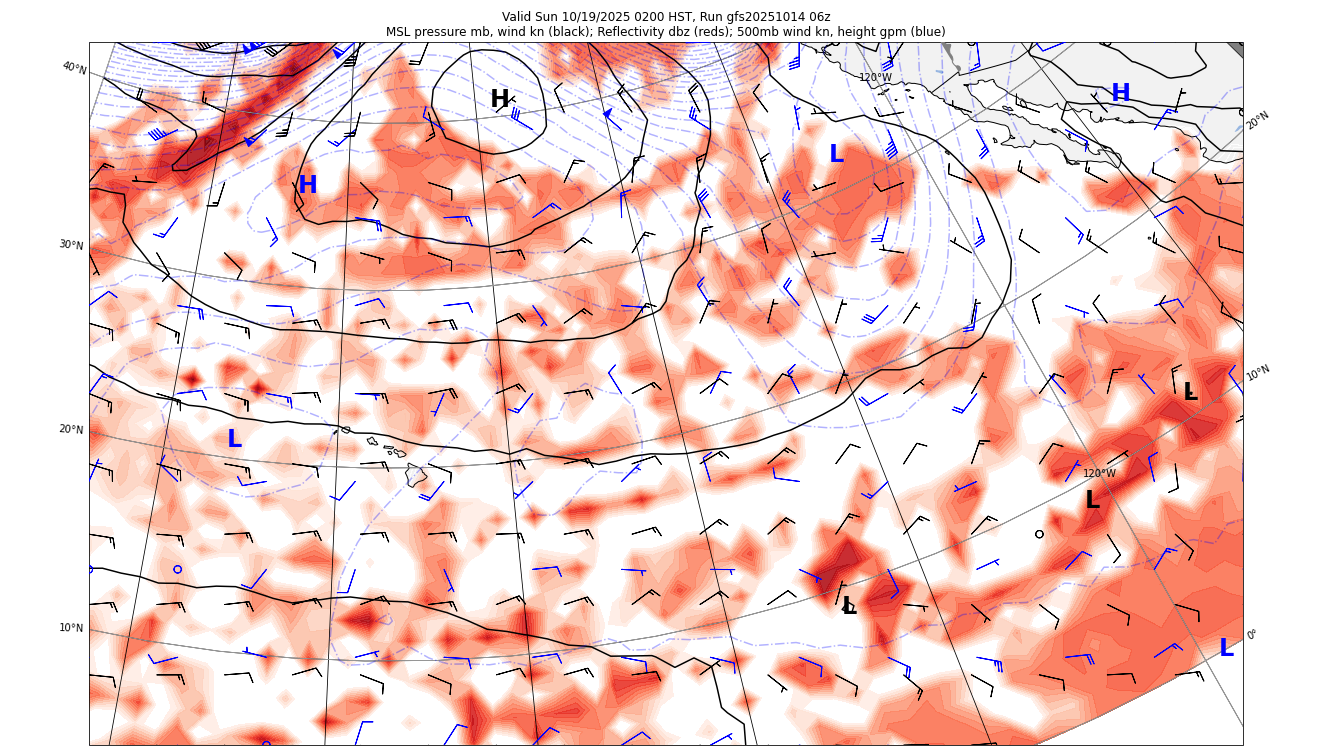 Valid Sun 10/19/2025 0200 HST, Run gfs20251014 06z
MSL pressure mb, wind kn (black); Reflectivity dbz (reds); 500mb wind kn, height gpm (blue)
40°N
120°W
H
H
20°N
L
H
30°N
10°N
L
20°N
L
120°W
L
L
10°N
0°
L